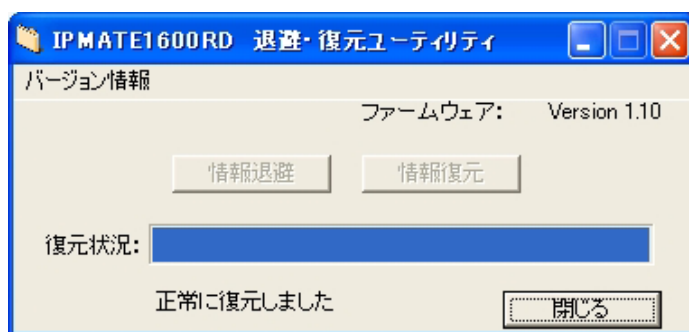 IPMATE1600RD 退避・復元ユーティリティ
バージョン情報
ファームウェア: Version 1.10
情報退避 情報復元
復元状況:
正常に復元しました 閉じる